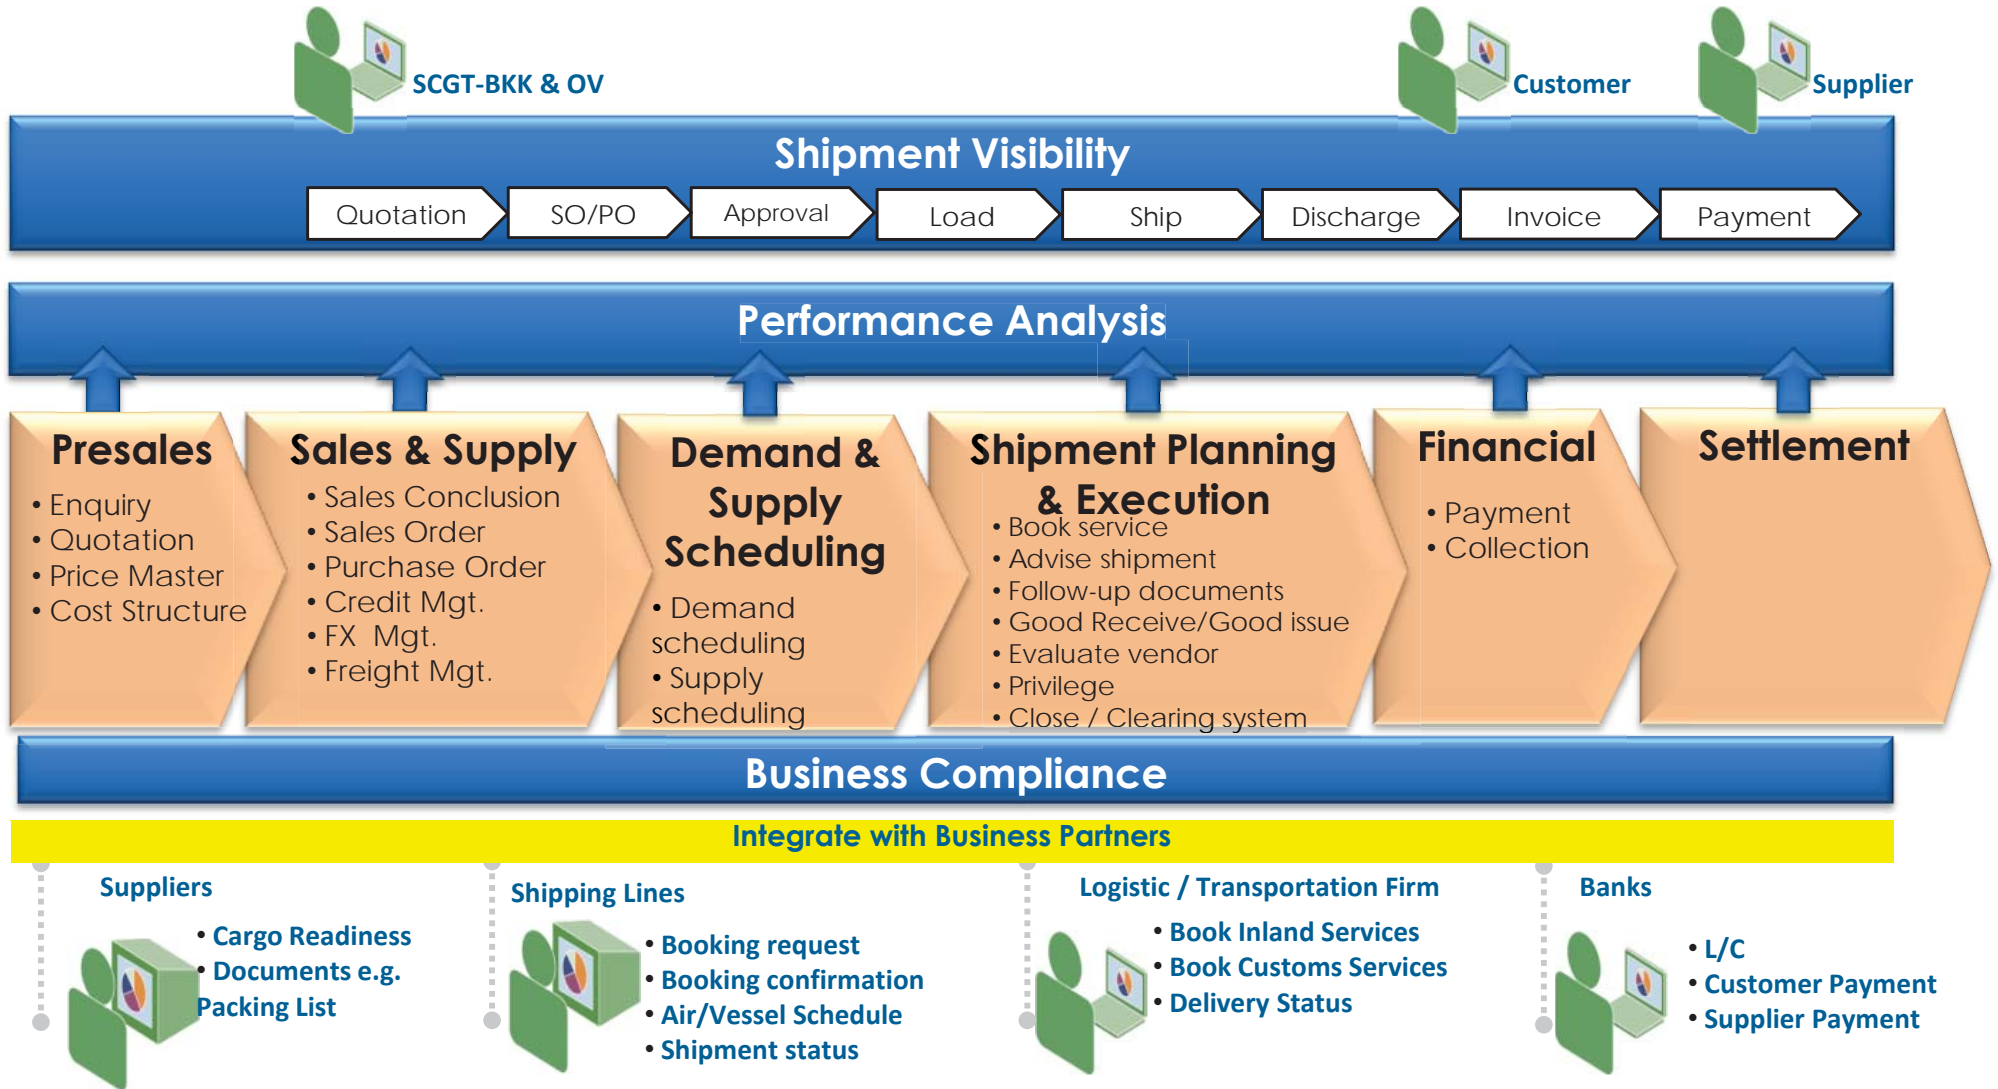 SCGT-BKK & OV
Customer
Supplier
Shipment Visibility
Quotation
SO/PO
Approval
Load
Ship
Discharge
Invoice
Payment
Performance Analysis
Presales
• Enquiry
• Quotation
• Price Master
• Cost Structure
Sales & Supply
• Sales Conclusion
• Sales Order
• Purchase Order
• Credit Mgt.
• FX Mgt.
• Freight Mgt.
Demand &
Supply
Scheduling
• Demand
scheduling
• Supply
scheduling
Shipment Planning
& Execution
• Book service
• Advise shipment
• Follow-up documents
• Good Receive/Good issue
• Evaluate vendor
• Privilege
• Close / Clearing system
Financial
• Payment
• Collection
Settlement
Business Compliance
Integrate with Business Partners
Suppliers
• Cargo Readiness
• Documents e.g.
Packing List
Shipping Lines
• Booking request
• Booking confirmation
• Air/Vessel Schedule
• Shipment status
Logistic / Transportation Firm
• Book Inland Services
• Book Customs Services
• Delivery Status
Banks
• L/C
• Customer Payment
• Supplier Payment